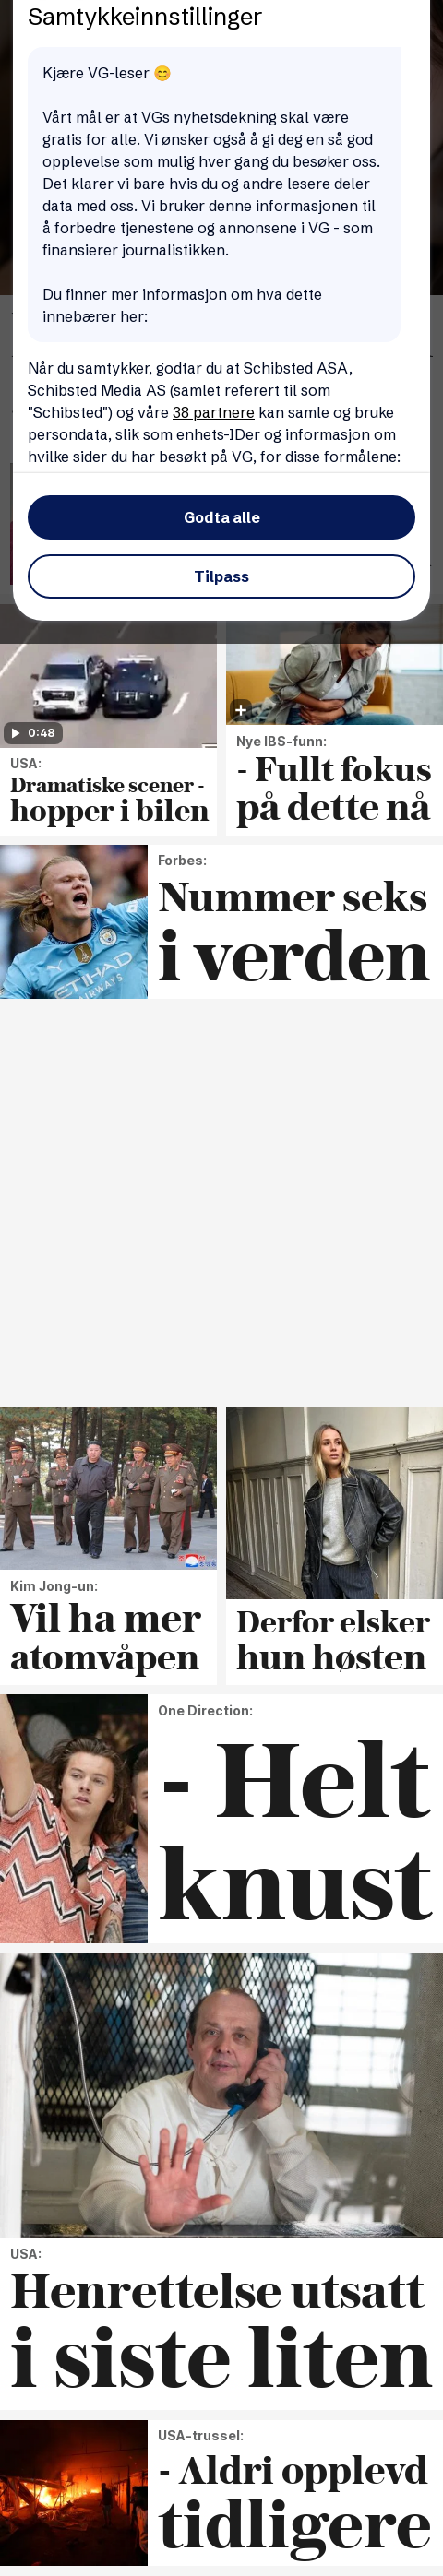 Samtykkeinnstillinger
Kjære VG-leser 😊
Vårt mål er at VGs nyhetsdekning skal være
gratis for alle. Vi ønsker også å gi deg en så god
opplevelse som mulig hver gang du besøker oss.
Det klarer vi bare hvis du og andre lesere deler
data med oss. Vi bruker denne informasjonen til
å forbedre tjenestene og annonsene i VG - som
finansierer journalistikken.
Du finner mer informasjon om hva dette
innebærer her:
Når du samtykker, godtar du at Schibsted ASA,
Schibsted Media AS (samlet referert til som
"Schibsted") og våre 38 partnere kan samle og bruke
persondata, slik som enhets-IDer og informasjon om
hvilke sider du har besøkt på VG, for disse formålene:
Godta alle
Tilpass
0:48
USA:
Dramatiske scener -
hopper i bilen
Nye IBS-funn:
- Fullt fokus
på dette nå
ETIHAD
AIRWAYS
Forbes:
Nummer seks
i verden
Kim Jong-un:
Vil ha mer
atomvåpen
Derfor elsker
hun høsten
One Direction:
- Helt
knust
USA:
Henrettelse utsatt
i siste liten
USA-trussel:
- Aldri opplevd
tidligere